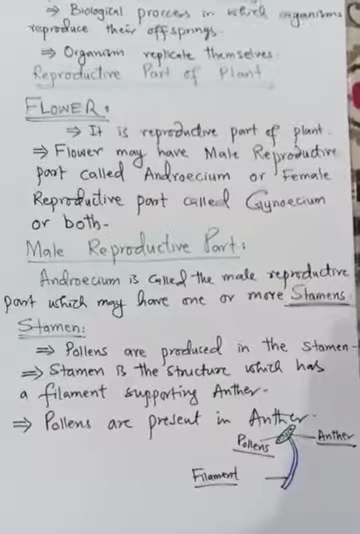 ⇒ Biological process in which organisms
reproduce their offsprings.
⇒ Organism replicate themselves
Reproductive Part of Plant
FLOWER:
⇒ It is reproductive part of plant.
⇒ Flower may have Male Reproductive
part called Androecium or Female
Reproductive part called Gynoecium
or both-
Male Reproductive Part:
Androecium is called the male reproductive
part which may have one or more Stamens
Stamen:
⇒ Pollens are produced in the stamen-
⇒ Stamen is the structure which has
a filament supporting Anther-
⇒ Pollens are present in Anther.
Pollens
Anther
Filament